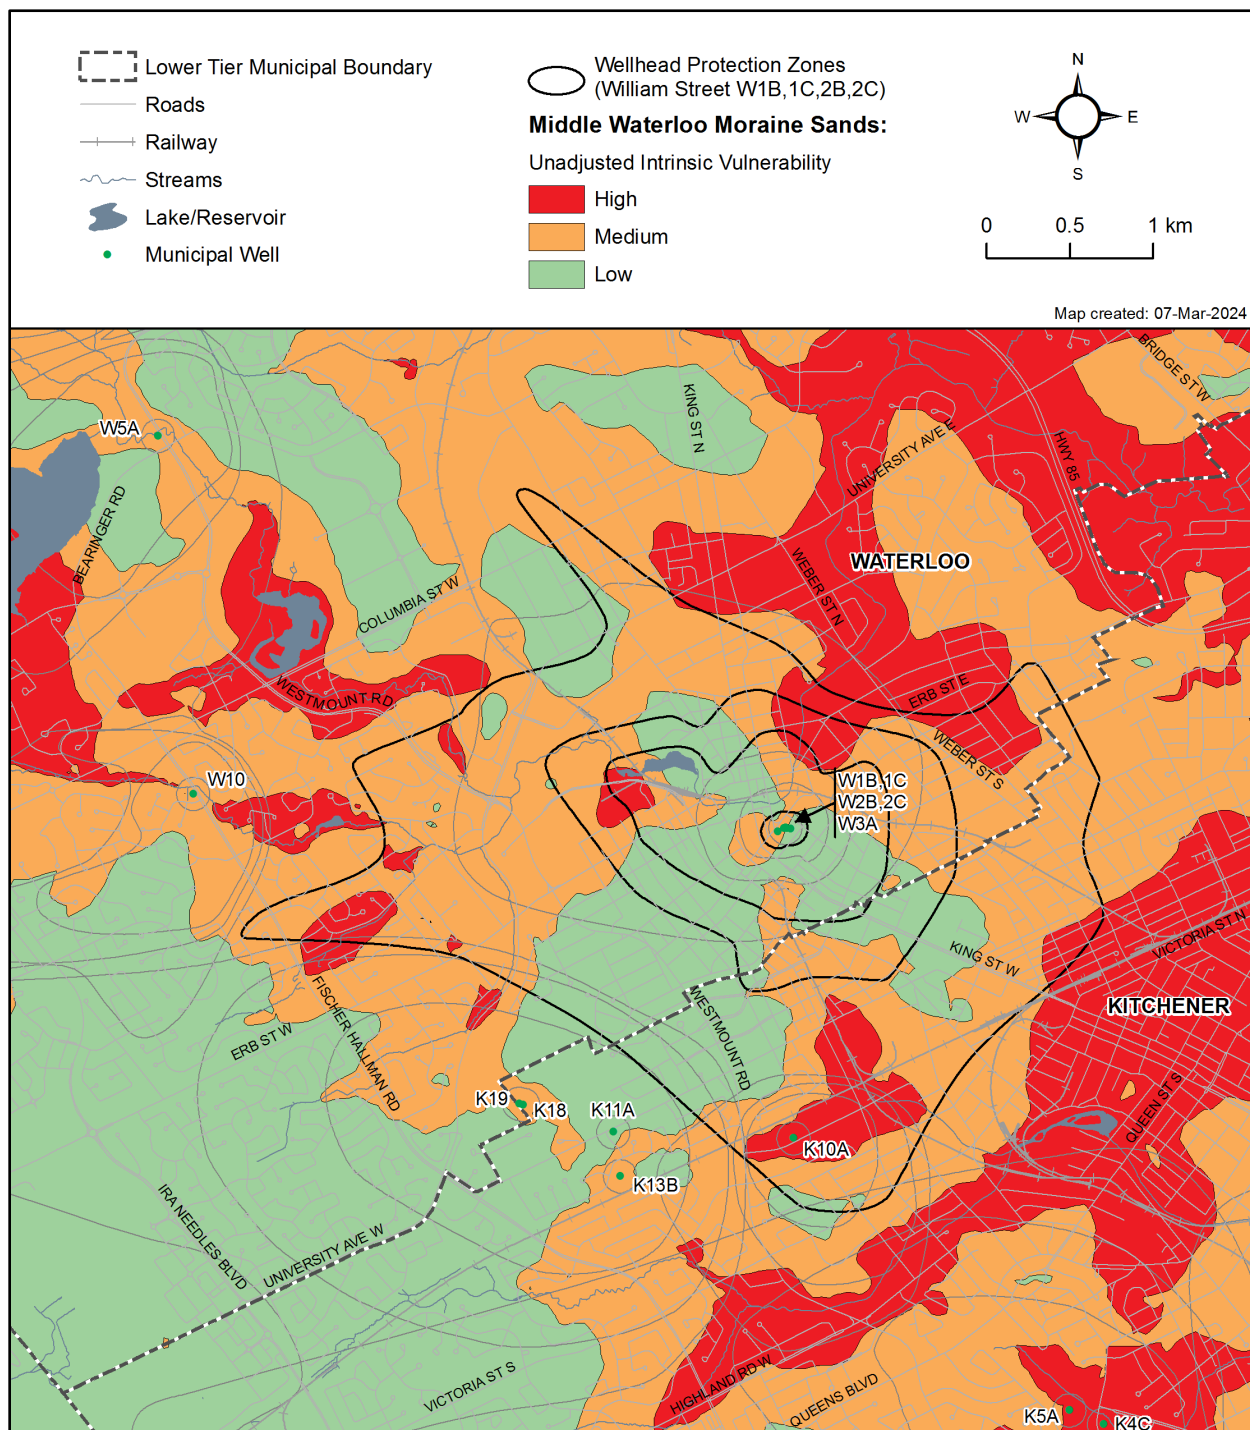 Lower Tier Municipal Boundary
Roads
Railway
Streams
Lake/Reservoir
Municipal Well
Wellhead Protection Zones
(William Street W1B,1C,2B,2C)
Middle Waterloo Moraine Sands:
Unadjusted Intrinsic Vulnerability
High
Medium
Low
N
W
E
S
0
0.5
1 km
Map created: 07-Mar-2024
BRIDGE ST W
KING ST N
W5A
UNIVERSITY AVE E
HWY 85
BEARINGER RD
WATERLOO
WEBER ST N
COLUMBIA ST W
WESTMOUNT RD
ERB ST E
WEBER ST S
W10
W1B,1C
W2B,2C
W3A
VICTORIA ST N
KING ST W
KITCHENER
FISCHER HALLMAN RD
WESTMOUNT RD
ERB ST W
K19
K18
K11A
QUEEN ST S
K10A
K13B
IRA NEEDLES BLVD
UNIVERSITY AVE W
VICTORIA ST S
HIGHLAND RD W
QUEENS BLVD
K5A
K4C